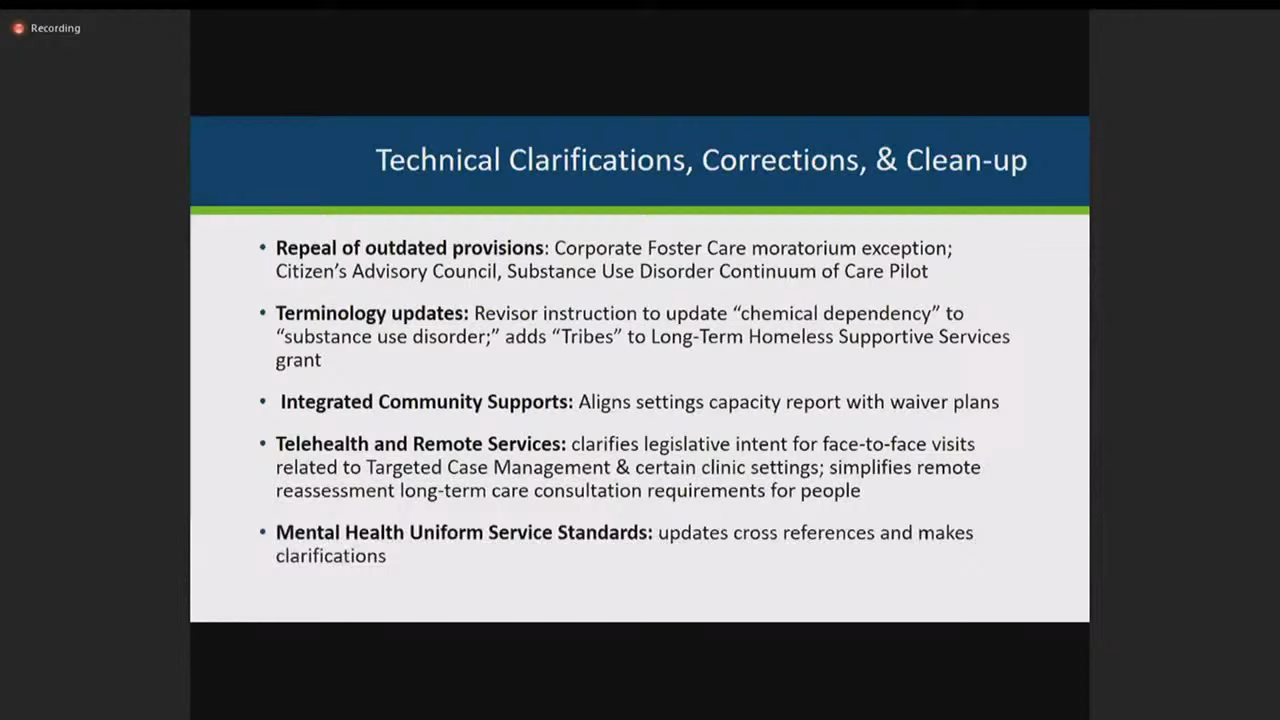 Recording
Technical Clarifications, Corrections, & Clean-up
• Repeal of outdated provisions: Corporate Foster Care moratorium exception;
Citizen’s Advisory Council, Substance Use Disorder Continuum of Care Pilot
• Terminology updates: Revisor instruction to update “chemical dependency” to
“substance use disorder;” adds “Tribes” to Long-Term Homeless Supportive Services
grant
• Integrated Community Supports: Aligns settings capacity report with waiver plans
• Telehealth and Remote Services: clarifies legislative intent for face-to-face visits
related to Targeted Case Management & certain clinic settings; simplifies remote
reassessment long-term care consultation requirements for people
• Mental Health Uniform Service Standards: updates cross references and makes
clarifications